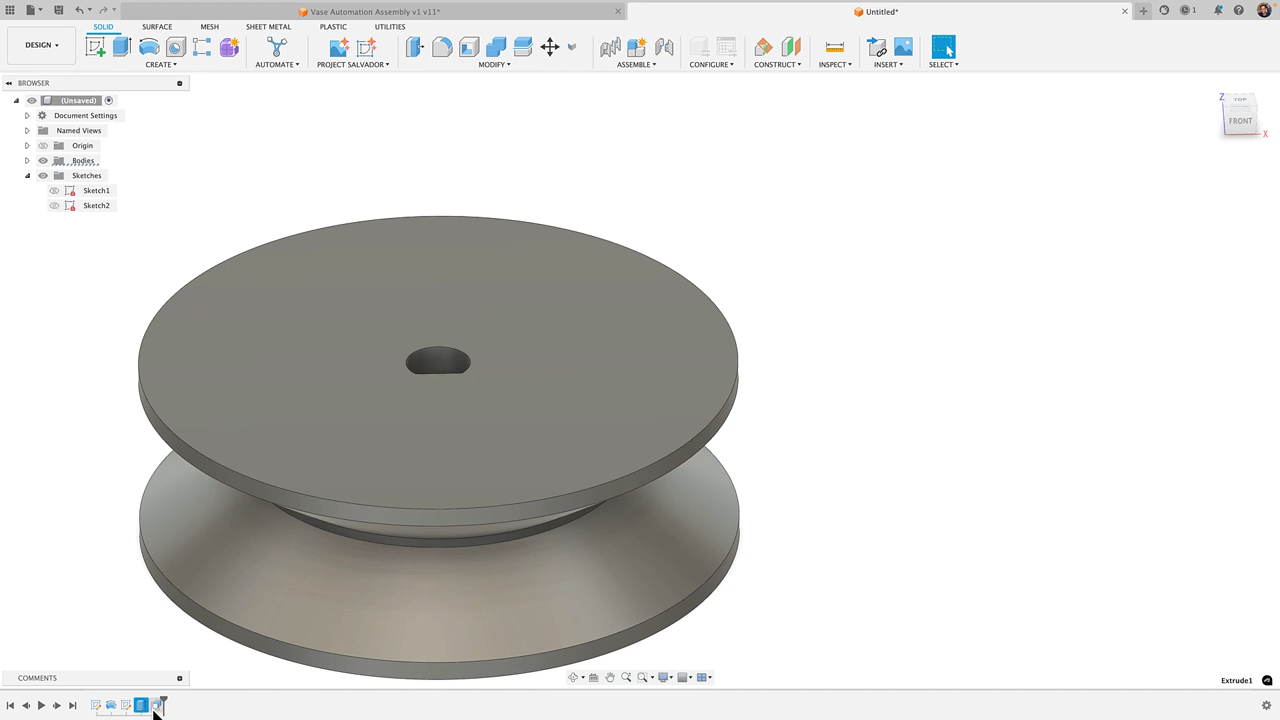 Vase Automation Assembly v1 v11*
Untitled*
1
SOLID
SURFACE
MESH
SHEET METAL
PLASTIC
UTILITIES
DESIGN
CREATE
AUTOMATE
PROJECT SALVADOR
MODIFY
ASSEMBLE
CONFIGURE
CONSTRUCT
INSPECT
INSERT
SELECT
BROWSER
(Unsaved)
Document Settings
Named Views
Origin
Bodies
Sketches
Sketch1
Sketch2
Z
TOP
FRONT
X
COMMENTS
Extrude1